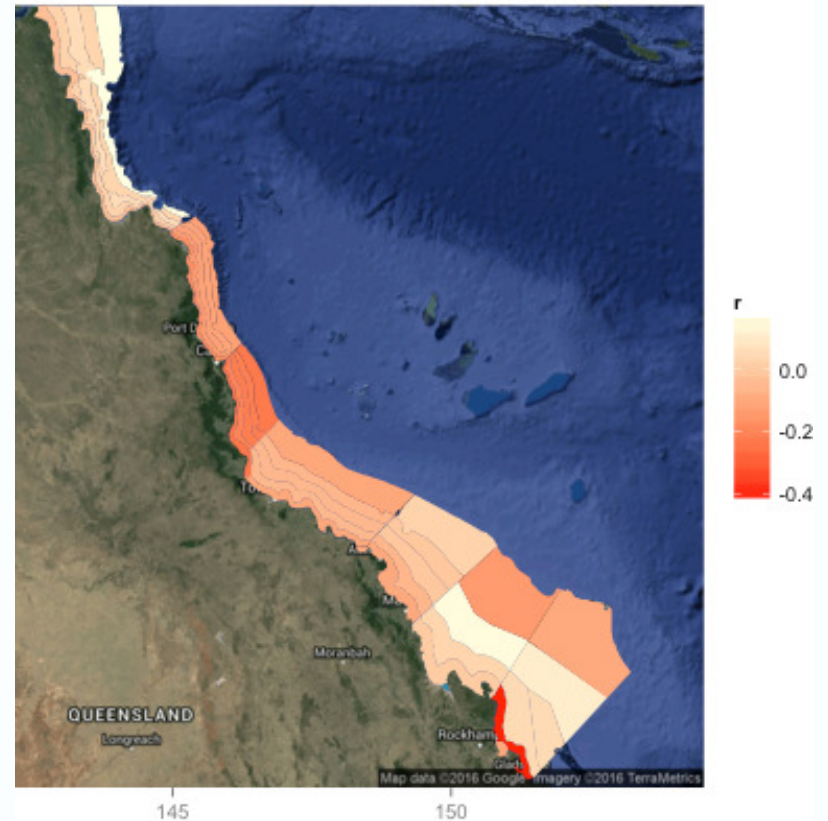 r
0.0
-0.2
-0.4
Port D
C
To
A
M
Moranbah
QUEENSLAND
Longreach
Rockham
Glads
Map data ©2016 Google Imagery ©2016 TerraMetrics
145
150